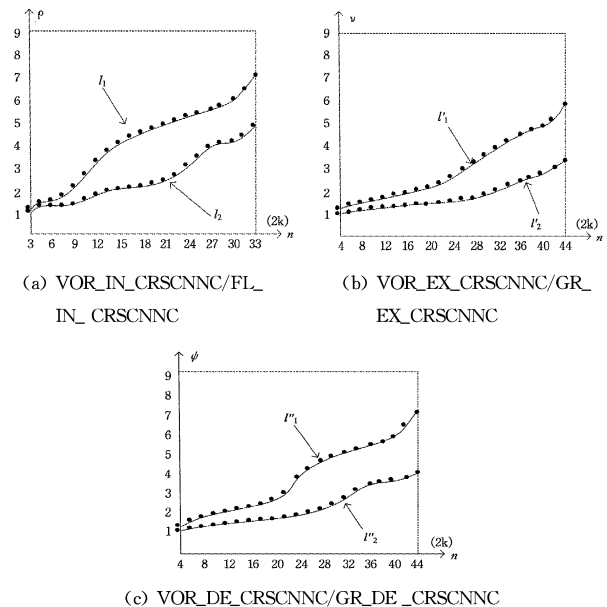 ρ
9
8
7
6
5
4
3
2
1
l₁
l₂
3 6 9 12 15 18 21 24 27 30 33
(2k)
n
(a) VOR_IN_CRSCNNC/FL_
IN_ CRSCNNC
ν
9
8
7
6
5
4
3
2
1
l'₁
l'₂
4 8 12 16 20 24 28 32 36 40 44
(2k)
n
(b) VOR_EX_CRSCNNC/GR_
EX_CRSCNNC
ψ
9
8
7
6
5
4
3
2
1
l"₁
l"₂
4 8 12 16 20 24 28 32 36 40 44
(2k)
n
(c) VOR_DE_CRSCNNC/GR_DE _CRSCNNC